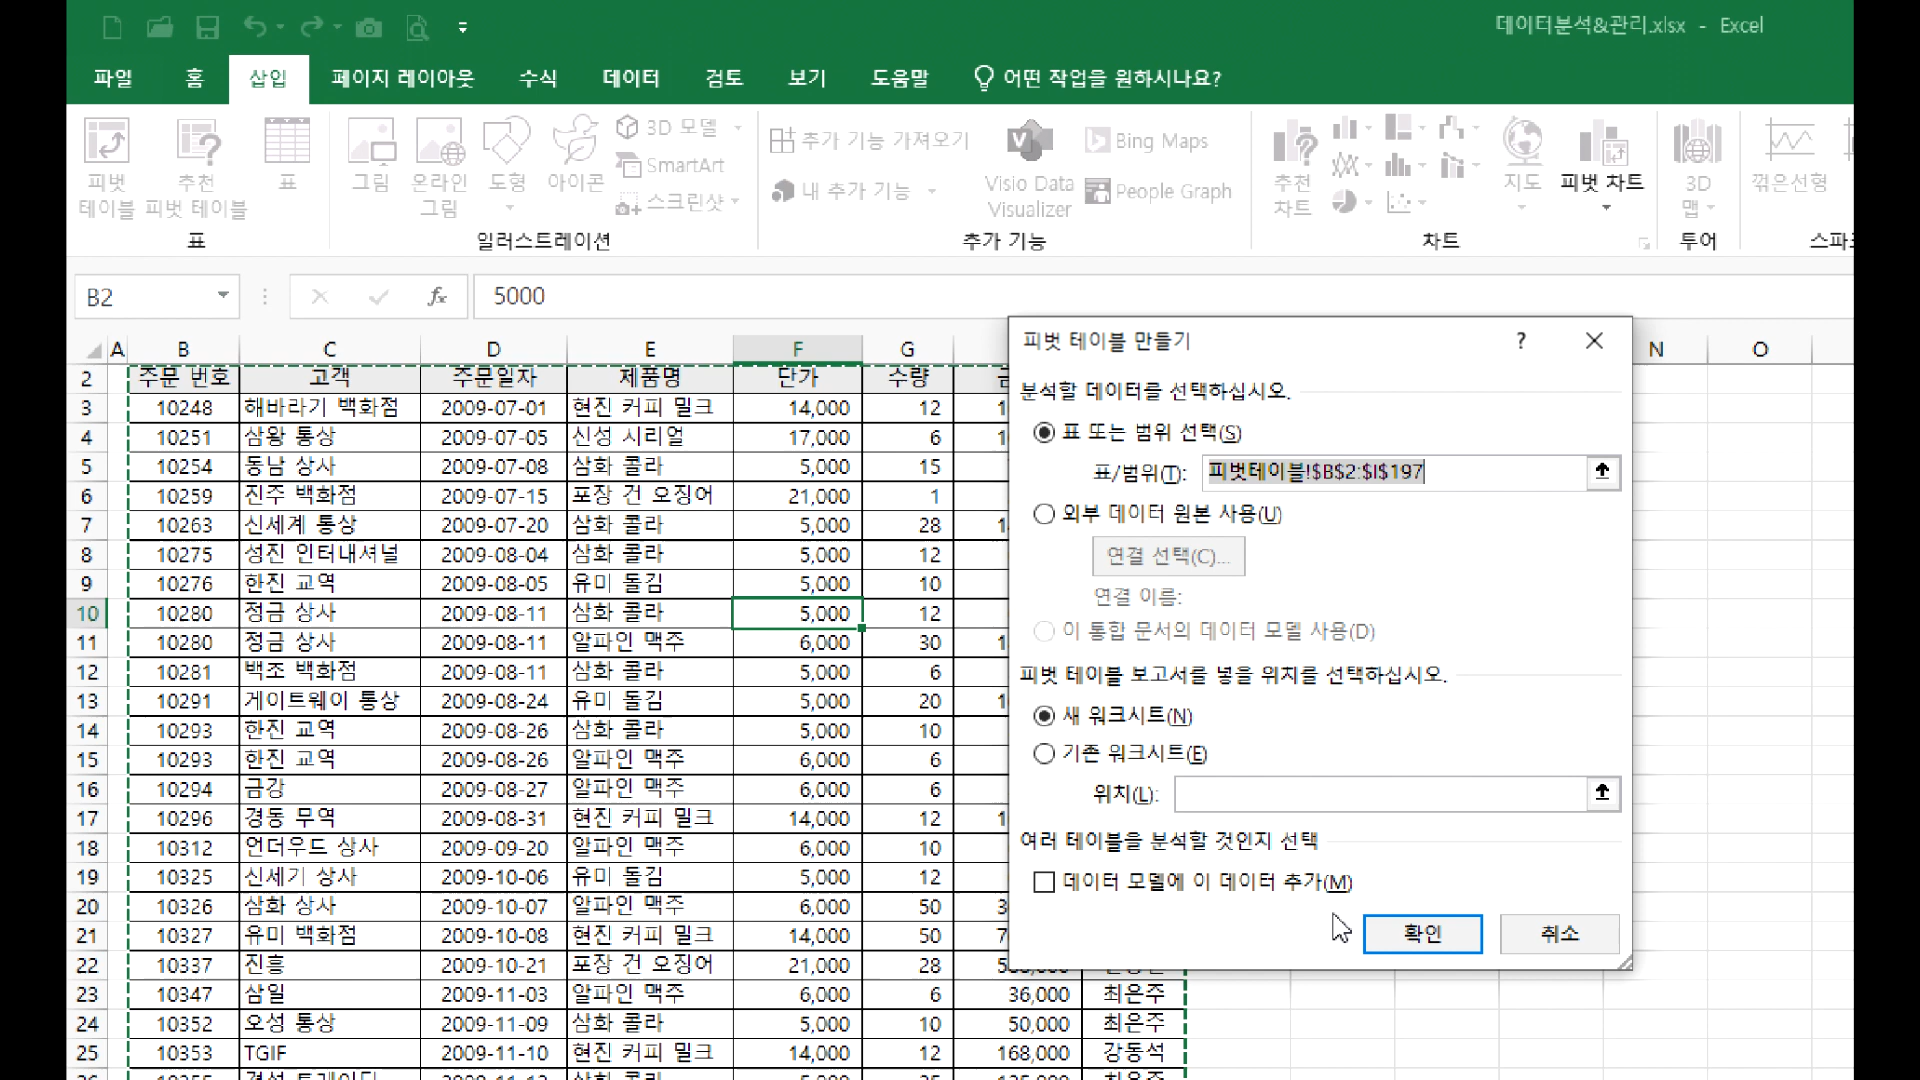 데이터분석&관리.xlsx - Excel
파일 홈 삽입 페이지 레이아웃 수식 데이터 검토 보기 도움말 어떤 작업을 원하시나요?
피벗 테이블
추천 피벗 테이블
표
표
그림
온라인 그림
도형
아이콘
3D 모델
SmartArt
스크린샷
일러스트레이션
추가 기능 가져오기
내 추가 기능
Visio Data Visualizer
Bing Maps
People Graph
추가 기능
추천 차트
지도
피벗 차트
차트
3D 맵
투어
꺾은선형
B2 fx 5000
A B C D E F G N O
2 주문 번호 고객 주문일자 제품명 단가 수량
3 10248 해바라기 백화점 2009-07-01 현진 커피 밀크 14,000 12
4 10251 삼왕 통상 2009-07-05 신성 시리얼 17,000 6
5 10254 동남 상사 2009-07-08 삼화 콜라 5,000 15
6 10259 진주 백화점 2009-07-15 포장 건 오징어 21,000 1
7 10263 신세계 통상 2009-07-20 삼화 콜라 5,000 28
8 10275 성진 인터내셔널 2009-08-04 삼화 콜라 5,000 12
9 10276 한진 교역 2009-08-05 유미 돌김 5,000 10
10 10280 정금 상사 2009-08-11 삼화 콜라 5,000 12
11 10280 정금 상사 2009-08-11 알파인 맥주 6,000 30
12 10281 백조 백화점 2009-08-11 삼화 콜라 5,000 6
13 10291 게이트웨이 통상 2009-08-24 유미 돌김 5,000 20
14 10293 한진 교역 2009-08-26 삼화 콜라 5,000 10
15 10293 한진 교역 2009-08-26 알파인 맥주 6,000 6
16 10294 금강 2009-08-27 알파인 맥주 6,000 6
17 10296 경동 무역 2009-08-31 현진 커피 밀크 14,000 12
18 10312 언더우드 상사 2009-09-20 알파인 맥주 6,000 10
19 10325 신세기 상사 2009-10-06 유미 돌김 5,000 12
20 10326 삼화 상사 2009-10-07 알파인 맥주 6,000 50
21 10327 유미 백화점 2009-10-08 현진 커피 밀크 14,000 50
22 10337 진흥 2009-10-21 포장 건 오징어 21,000 28
23 10347 삼일 2009-11-03 알파인 맥주 6,000 6 36,000 최은주
24 10352 오성 통상 2009-11-09 삼화 콜라 5,000 10 50,000 최은주
25 10353 TGIF 2009-11-10 현진 커피 밀크 14,000 12 168,000 강동석
피벗 테이블 만들기 ?
분석할 데이터를 선택하십시오.
표 또는 범위 선택(S)
표/범위(T): 피벗테이블!$B$2:$I$197
외부 데이터 원본 사용(U)
연결 선택(C)...
연결 이름:
이 통합 문서의 데이터 모델 사용(D)
피벗 테이블 보고서를 넣을 위치를 선택하십시오.
새 워크시트(N)
기존 워크시트(E)
위치(L):
여러 테이블을 분석할 것인지 선택
데이터 모델에 이 데이터 추가(M)
확인 취소